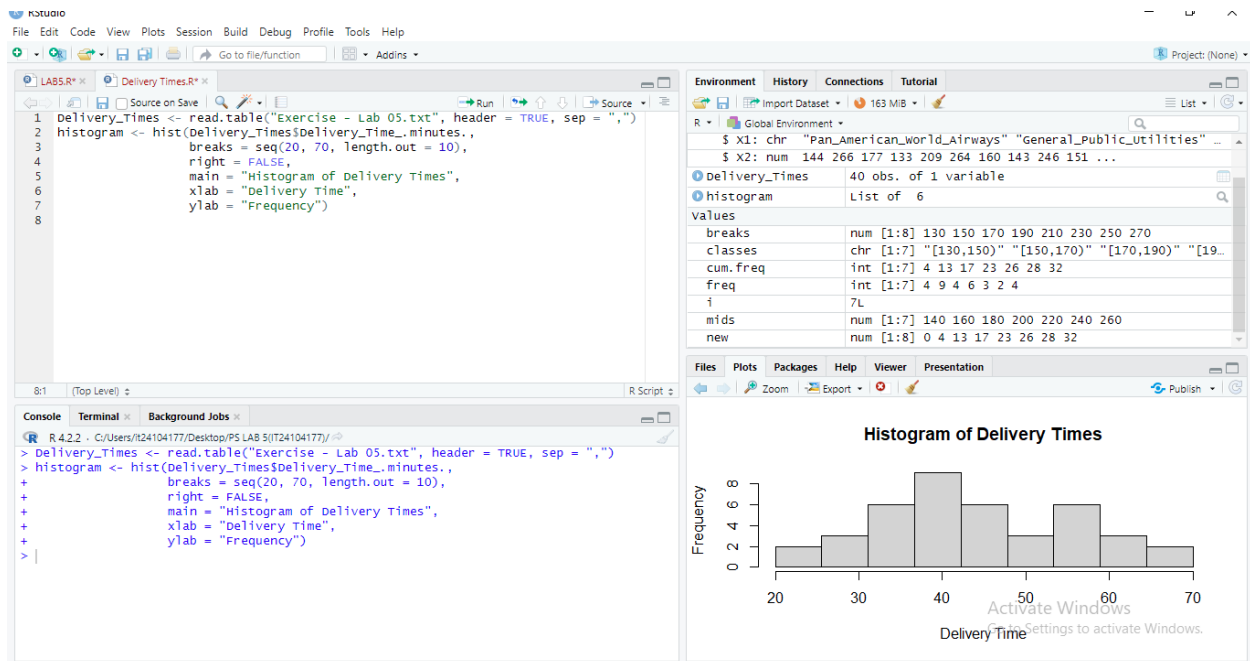 RStudio
File Edit Code View Plots Session Build Debug Profile Tools Help
Go to file/function
Addins
Project: (None)
LAB5.R*
Delivery Times.R*
Source on Save
Run
Source
1 Delivery_Times <- read.table("Exercise - Lab 05.txt", header = TRUE, sep = ",")
2 histogram <- hist(Delivery_Times$Delivery_Time_.minutes.,
3 breaks = seq(20, 70, length.out = 10),
4 right = FALSE,
5 main = "Histogram of Delivery Times",
6 xlab = "Delivery Time",
7 ylab = "Frequency")
8
8:1 (Top Level) R Script
Console Terminal Background Jobs
R 4.2.2 · C:/Users/it24104177/Desktop/PS LAB 5(IT24104177)/
> Delivery_Times <- read.table("Exercise - Lab 05.txt", header = TRUE, sep = ",")
> histogram <- hist(Delivery_Times$Delivery_Time_.minutes.,
+ breaks = seq(20, 70, length.out = 10),
+ right = FALSE,
+ main = "Histogram of Delivery Times",
+ xlab = "Delivery Time",
+ ylab = "Frequency")
>
Environment History Connections Tutorial
Import Dataset 163 MiB List
R Global Environment
$ X1: chr "Pan_American_World_Airways" "General_Public_Utilities" …
$ X2: num 144 266 177 133 209 264 160 143 246 151 ...
Delivery_Times 40 obs. of 1 variable
histogram List of 6
Values
breaks num [1:8] 130 150 170 190 210 230 250 270
classes chr [1:7] "[130,150)" "[150,170)" "[170,190)" "[19…
cum.freq int [1:7] 4 13 17 23 26 28 32
freq int [1:7] 4 9 4 6 3 2 4
i 7L
mids num [1:7] 140 160 180 200 220 240 260
new num [1:8] 0 4 13 17 23 26 28 32
Files Plots Packages Help Viewer Presentation
Zoom Export Publish
Histogram of Delivery Times
Frequency
8
6
4
2
0
20 30 40 50 60 70
Delivery Time
Activate Windows
Go to Settings to activate Windows.